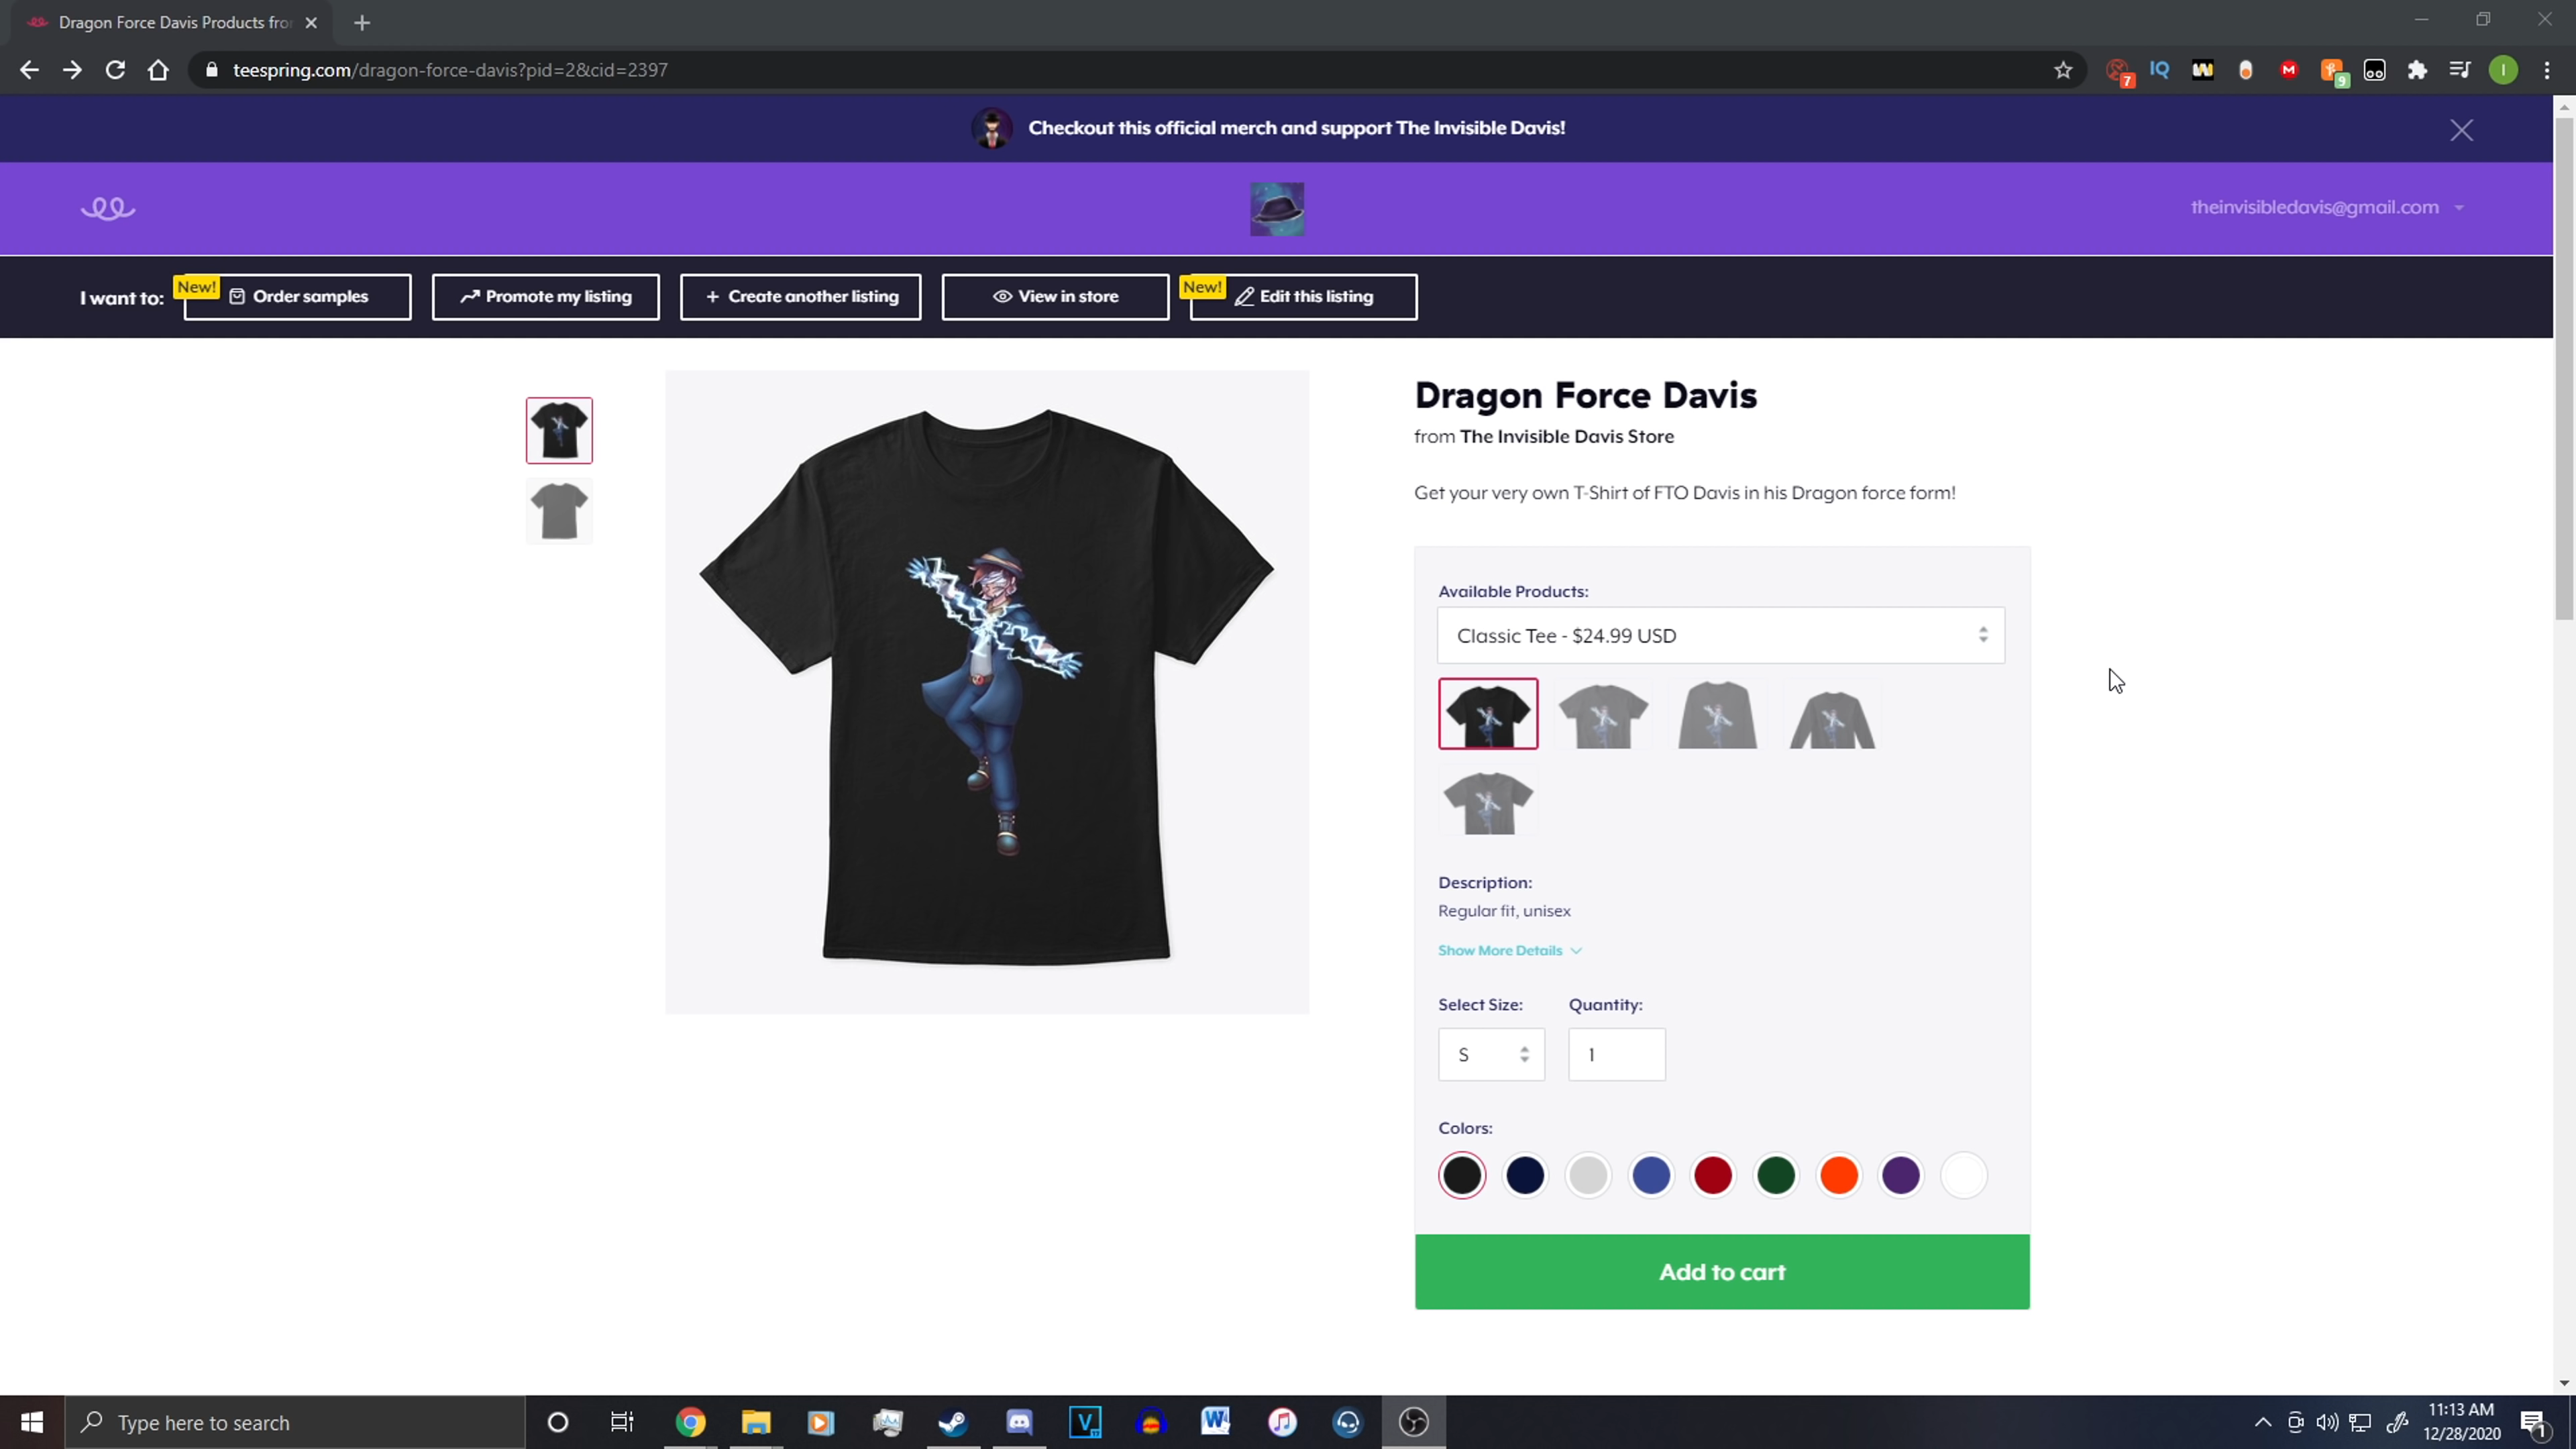 Dragon Force Davis Products fro
teespring.com/dragon-force-davis?pid=2&cid=2397
7
IQ
9
I
Checkout this official merch and support The Invisible Davis!
theinvisibledavis@gmail.com
I want to:
New!
Order samples
Promote my listing
Create another listing
View in store
New!
Edit this listing
Dragon Force Davis
from The Invisible Davis Store
Get your very own T-Shirt of FTO Davis in his Dragon force form!
Available Products:
Classic Tee - $24.99 USD
Description:
Regular fit, unisex
Show More Details
Select Size: Quantity:
S 1
Colors:
Add to cart
Type here to search
11:13 AM
12/28/2020
1